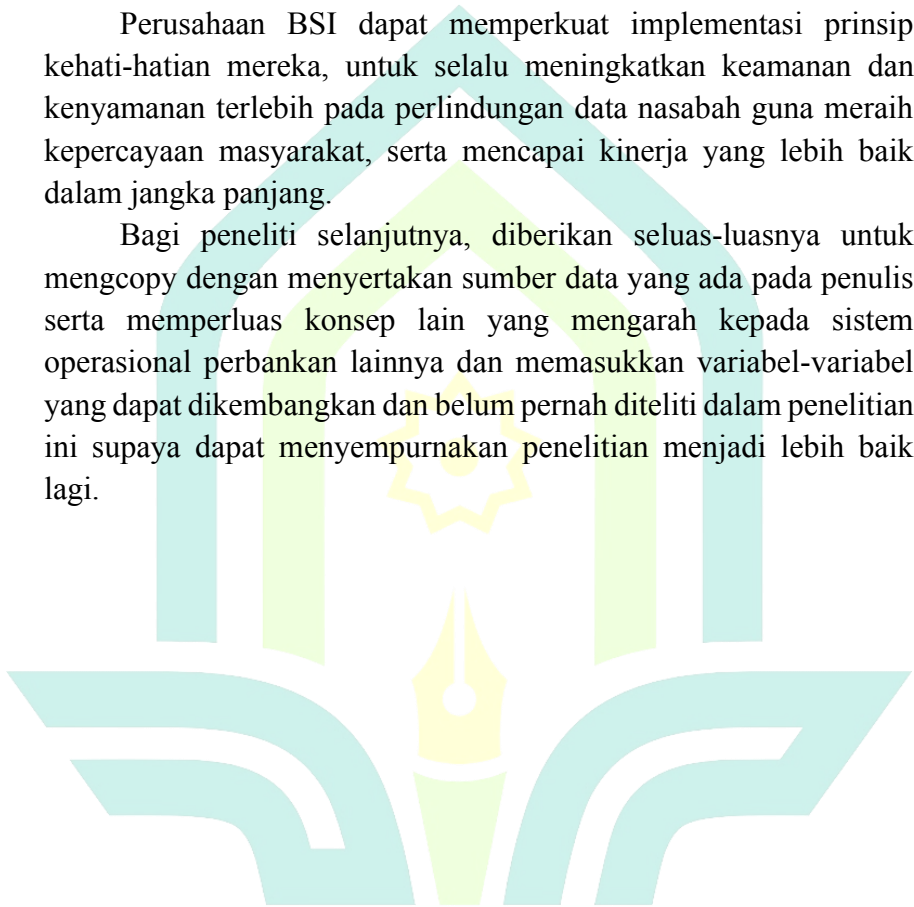 Perusahaan BSI dapat memperkuat implementasi prinsip
kehati-hatian mereka, untuk selalu meningkatkan keamanan dan
kenyamanan terlebih pada perlindungan data nasabah guna meraih
kepercayaan masyarakat, serta mencapai kinerja yang lebih baik
dalam jangka panjang.
Bagi peneliti selanjutnya, diberikan seluas-luasnya untuk
mengcopy dengan menyertakan sumber data yang ada pada penulis
serta memperluas konsep lain yang mengarah kepada sistem
operasional perbankan lainnya dan memasukkan variabel-variabel
yang dapat dikembangkan dan belum pernah diteliti dalam penelitian
ini supaya dapat menyempurnakan penelitian menjadi lebih baik
lagi.